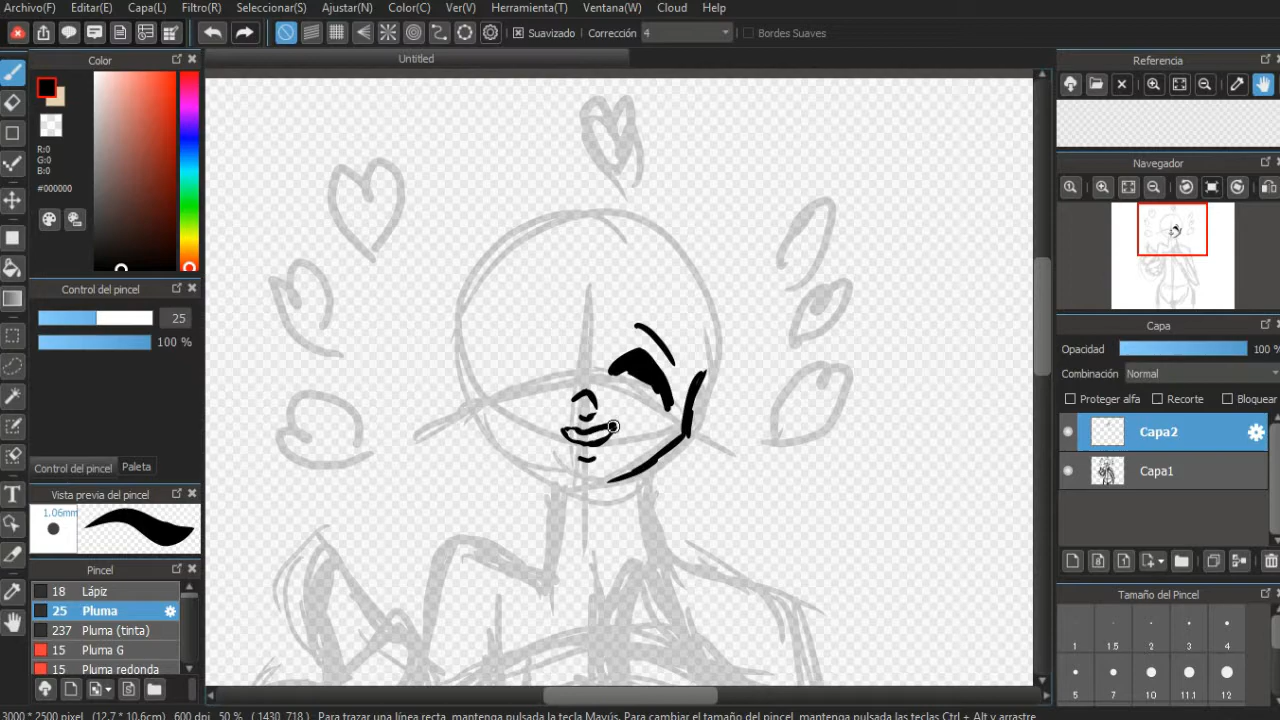 Archivo(F) Editar(E) Capa(L) Filtro(R) Seleccionar(S) Ajustar(N) Color(C) Ver(V) Herramienta(T) Ventana(W) Cloud Help
Suavizado Corrección 4 Bordes Suaves
Color
R:0
G:0
B:0
#000000
Control del pincel
25
100 %
Control del pincel Paleta
Vista previa del pincel
1.06mm
Pincel
18 Lápiz
25 Pluma
237 Pluma (tinta)
15 Pluma G
15 Pluma redonda
Untitled
Referencia
Navegador
Capa
Opacidad 100 %
Combinación Normal
Proteger alfa Recorte Bloquear
Capa2
Capa1
Tamaño del Pincel
1 1.5 2 3 4
5 7 10 11.1 12
3000 * 2500 pixel (12.7 * 10.6cm) 600 dpi 50 % ( 1430, 718 ) Para trazar una línea recta, mantenga pulsada la tecla Mayús. Para cambiar el tamaño del pincel, mantenga pulsadas las teclas Ctrl + Alt y arrastre